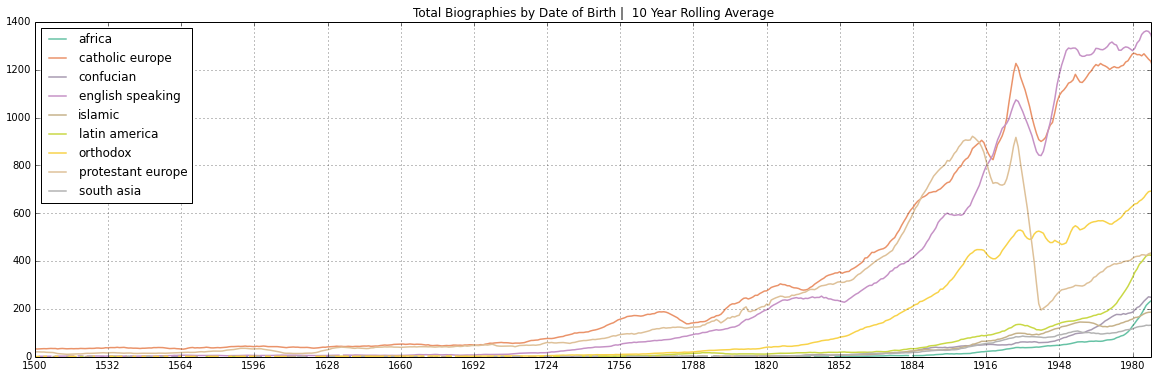 Total Biographies by Date of Birth | 10 Year Rolling Average
1400
1200
1000
800
600
400
200
0
africa
catholic europe
confucian
english speaking
islamic
latin america
orthodox
protestant europe
south asia
1500 1532 1564 1596 1628 1660 1692 1724 1756 1788 1820 1852 1884 1916 1948 1980